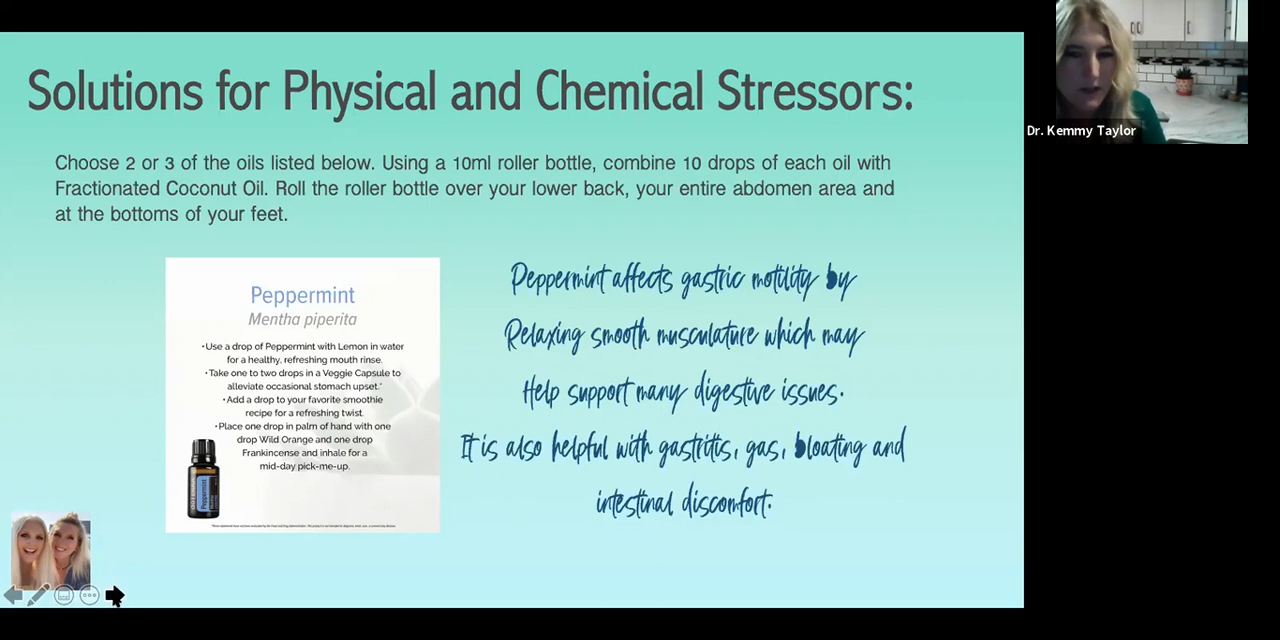 Solutions for Physical and Chemical Stressors:
Choose 2 or 3 of the oils listed below. Using a 10ml roller bottle, combine 10 drops of each oil with
Fractionated Coconut Oil. Roll the roller bottle over your lower back, your entire abdomen area and
at the bottoms of your feet.
Peppermint
Mentha piperita
•Use a drop of Peppermint with Lemon in water
for a healthy, refreshing mouth rinse.
•Take one to two drops in a Veggie Capsule to
alleviate occasional stomach upset.*
•Add a drop to your favorite smoothie
recipe for a refreshing twist.
•Place one drop in palm of hand with one
drop Wild Orange and one drop
Frankincense and inhale for a
mid-day pick-me-up.
Peppermint
Peppermint affects gastric motility by
Relaxing smooth musculature which may
Help support many digestive issues.
It is also helpful with gastritis, gas, bloating and
intestinal discomfort.
Dr. Kemmy Taylor